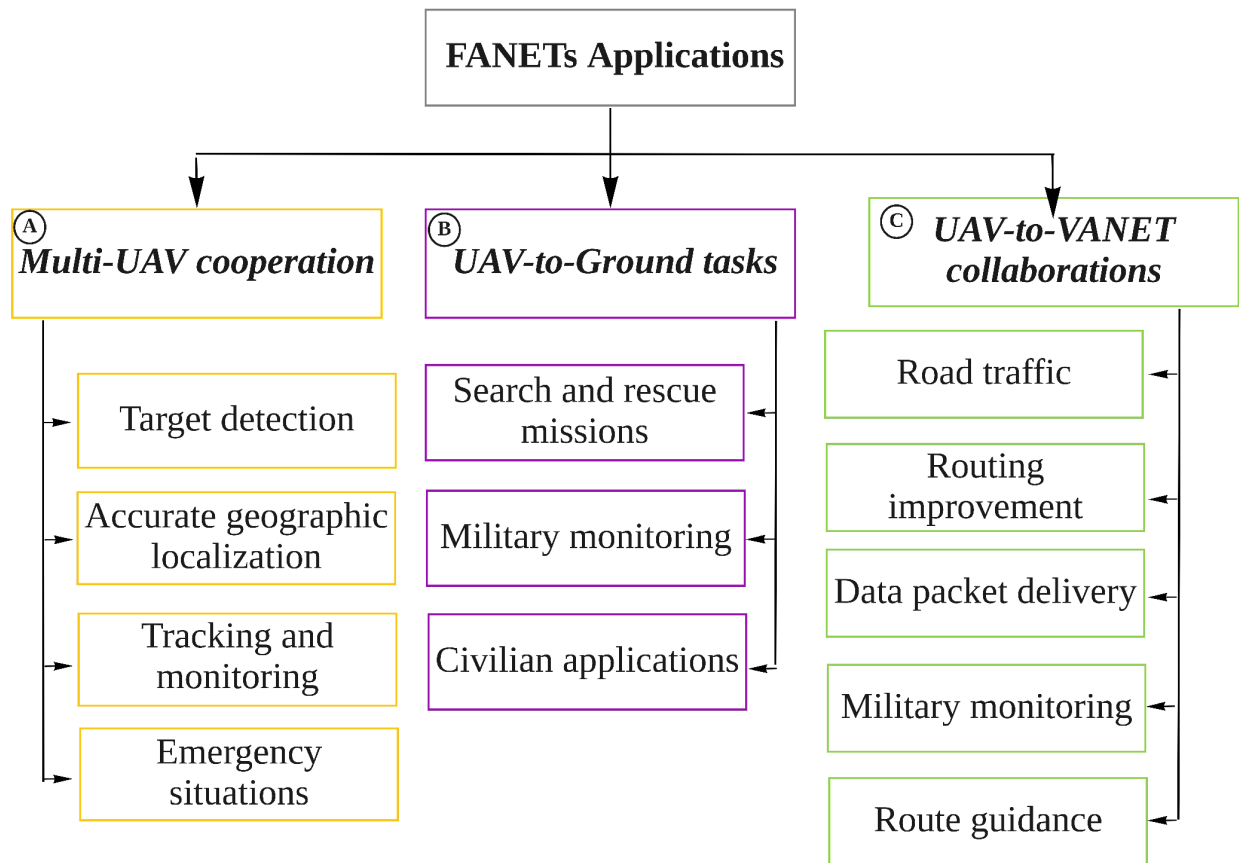 FANETs Applications
A
Multi-UAV cooperation
Target detection
Accurate geographic
localization
Tracking and
monitoring
Emergency
situations
B
UAV-to-Ground tasks
Search and rescue
missions
Military monitoring
Civilian applications
C
UAV-to-VANET
collaborations
Road traffic
Routing
improvement
Data packet delivery
Military monitoring
Route guidance